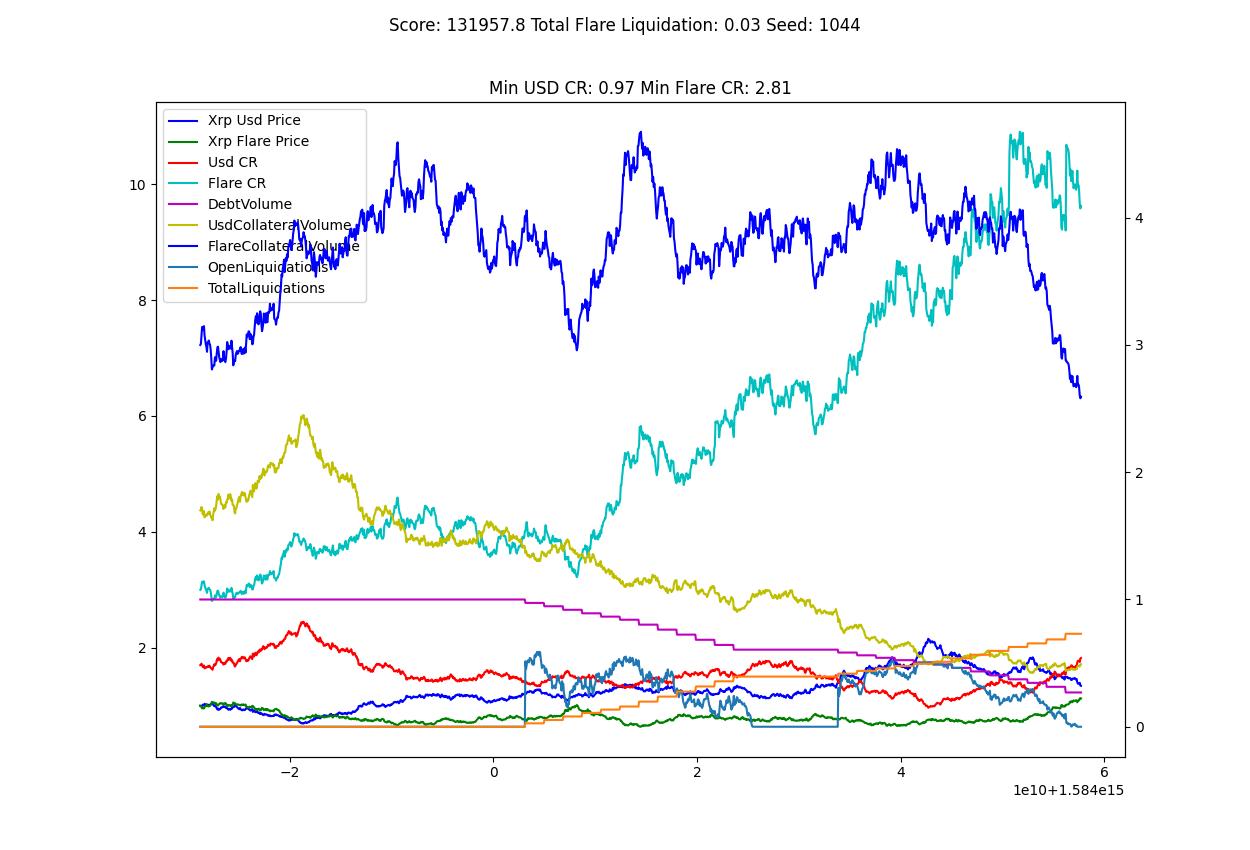 Score: 131957.8 Total Flare Liquidation: 0.03 Seed: 1044
Min USD CR: 0.97 Min Flare CR: 2.81
Xrp Usd Price
Xrp Flare Price
Usd CR
Flare CR
DebtVolume
UsdCollateralVolume
FlareCollateralVolume
OpenLiquidations
TotalLiquidations
10
8
6
4
2
4
3
2
1
0
−2
0
2
4
6
1e10+1.584e15